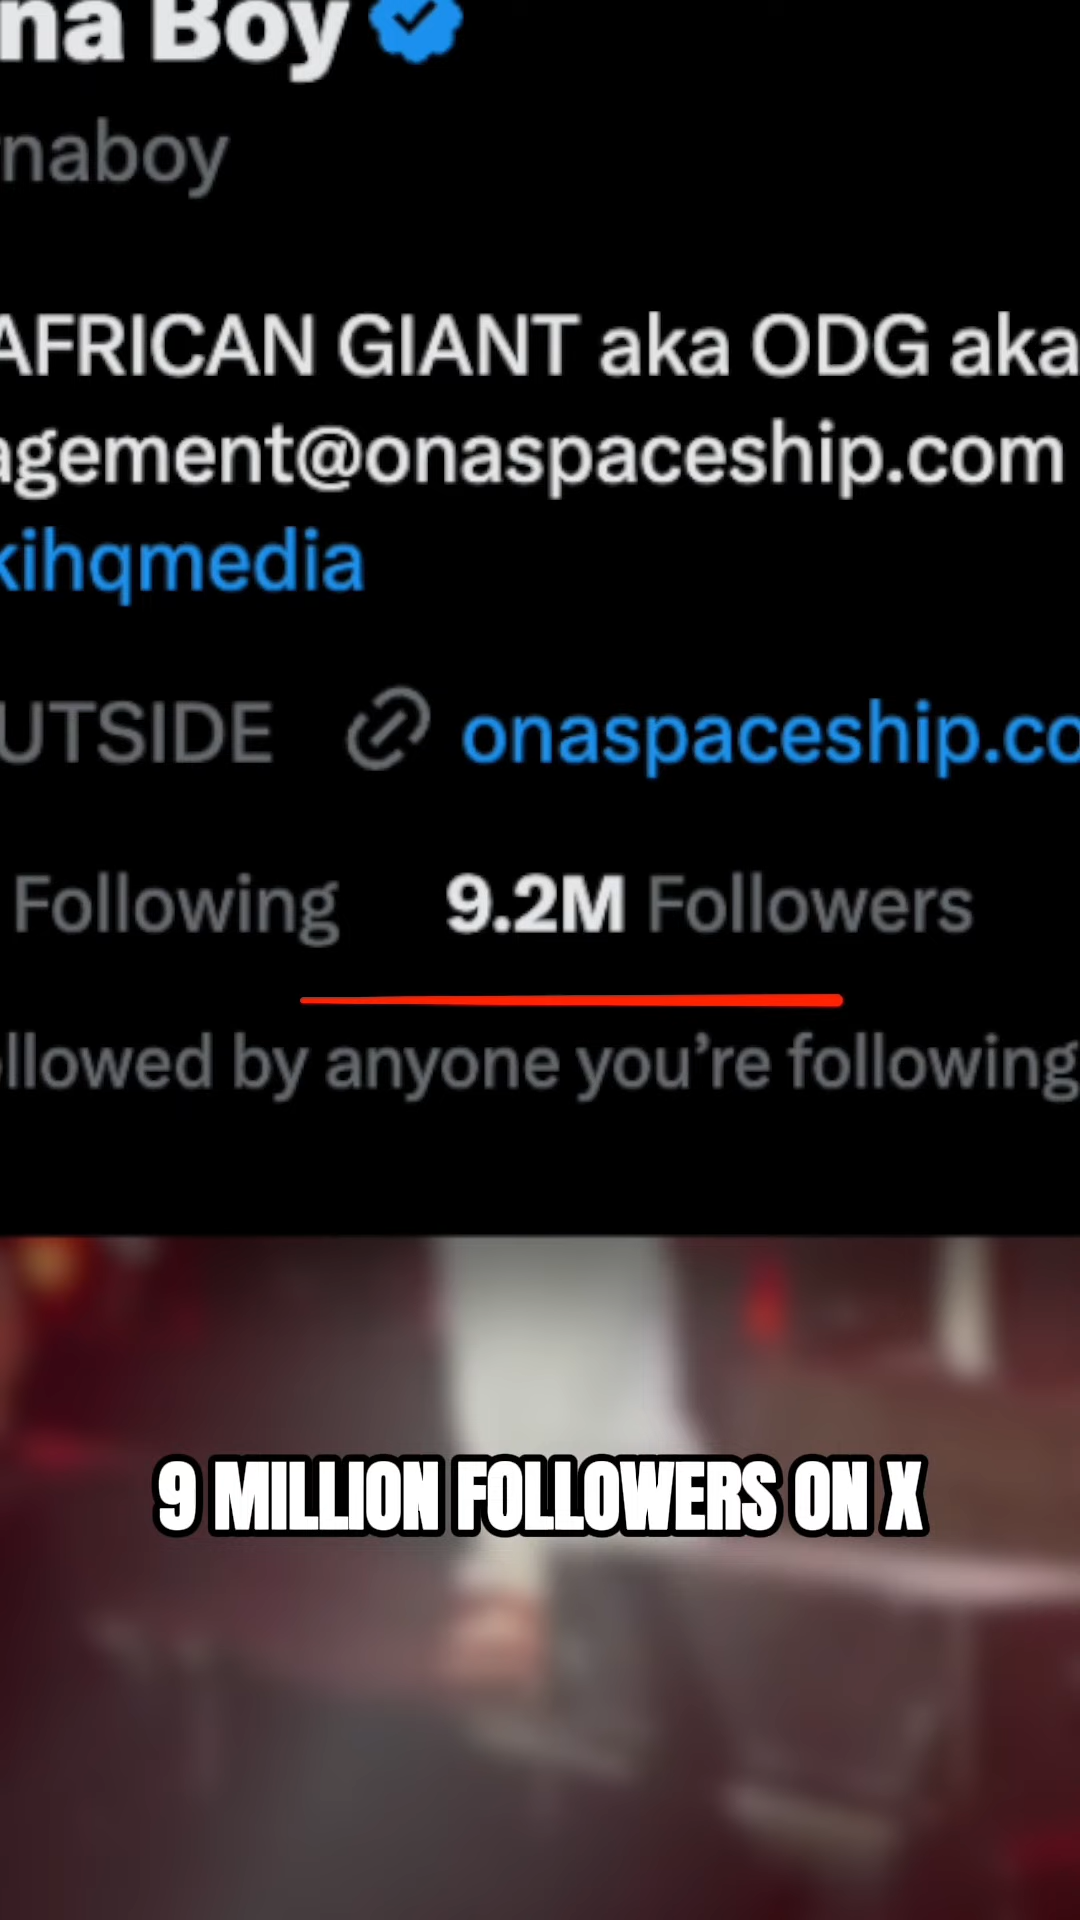 na Boy
rnaboy
AFRICAN GIANT aka ODG aka
agement@onaspaceship.com
kihqmedia
UTSIDE onaspaceship.co
Following 9.2M Followers
llowed by anyone you're following
9 MILLION FOLLOWERS ON X